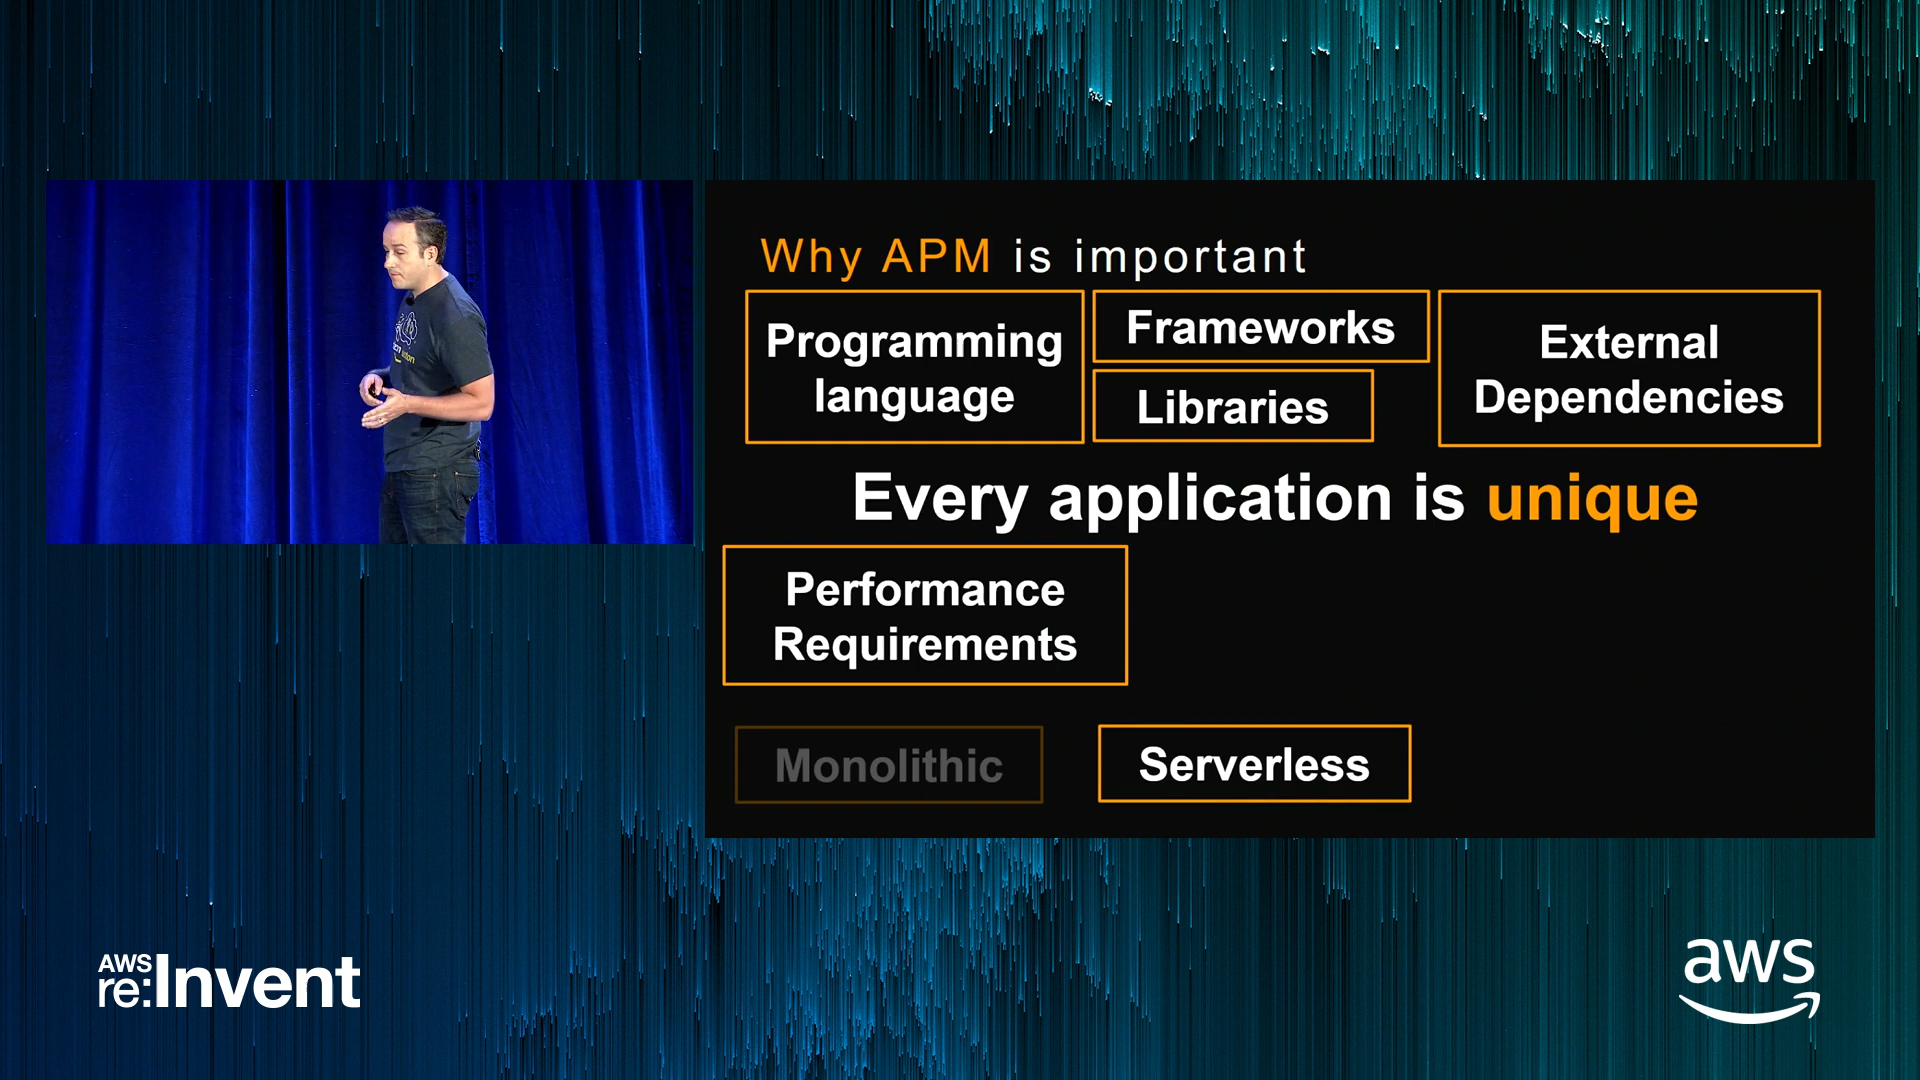 Why APM is important
Programming
language
Frameworks
Libraries
External
Dependencies
Every application is unique
Performance
Requirements
Monolithic
Serverless
AWS
re:Invent
aws